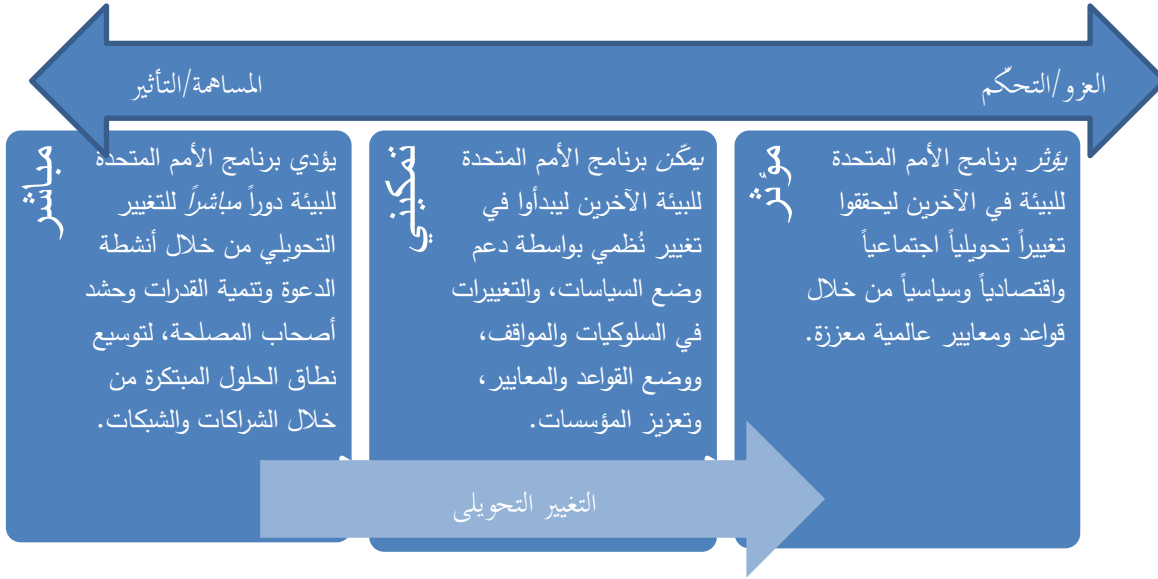 العزو/التحكّم
المساهمة/التأثير
مؤثر
يؤثر برنامج الأمم المتحدة
للبيئة في الآخرين ليحققوا
تغييراً تحويلياً اجتماعياً
واقتصادياً وسياسياً من خلال
قواعد ومعايير عالمية معززة.
تمكيني
يمكّن برنامج الأمم المتحدة
للبيئة الآخرين ليبدأوا في
تغيير نُظمي بواسطة دعم
وضع السياسات، والتغييرات
في السلوكيات والمواقف،
ووضع القواعد والمعايير،
وتعزيز المؤسسات.
مباشر
يؤدي برنامج الأمم المتحدة
للبيئة دوراً مباشراً للتغيير
التحويلي من خلال أنشطة
الدعوة وتنمية القدرات وحشد
أصحاب المصلحة، لتوسيع
نطاق الحلول المبتكرة من
خلال الشراكات والشبكات.
التغيير التحويلى